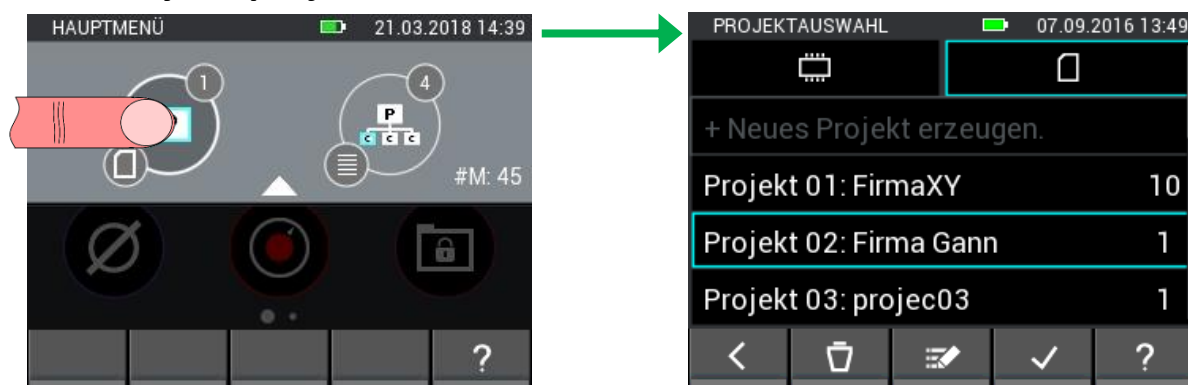 HAUPTMENÜ 21.03.2018 14:39
1
4
P
c c c
#M: 45
?
PROJEKTAUSWAHL 07.09.2016 13:49
+ Neues Projekt erzeugen.
Projekt 01: FirmaXY 10
Projekt 02: Firma Gann 1
Projekt 03: projec03 1
?